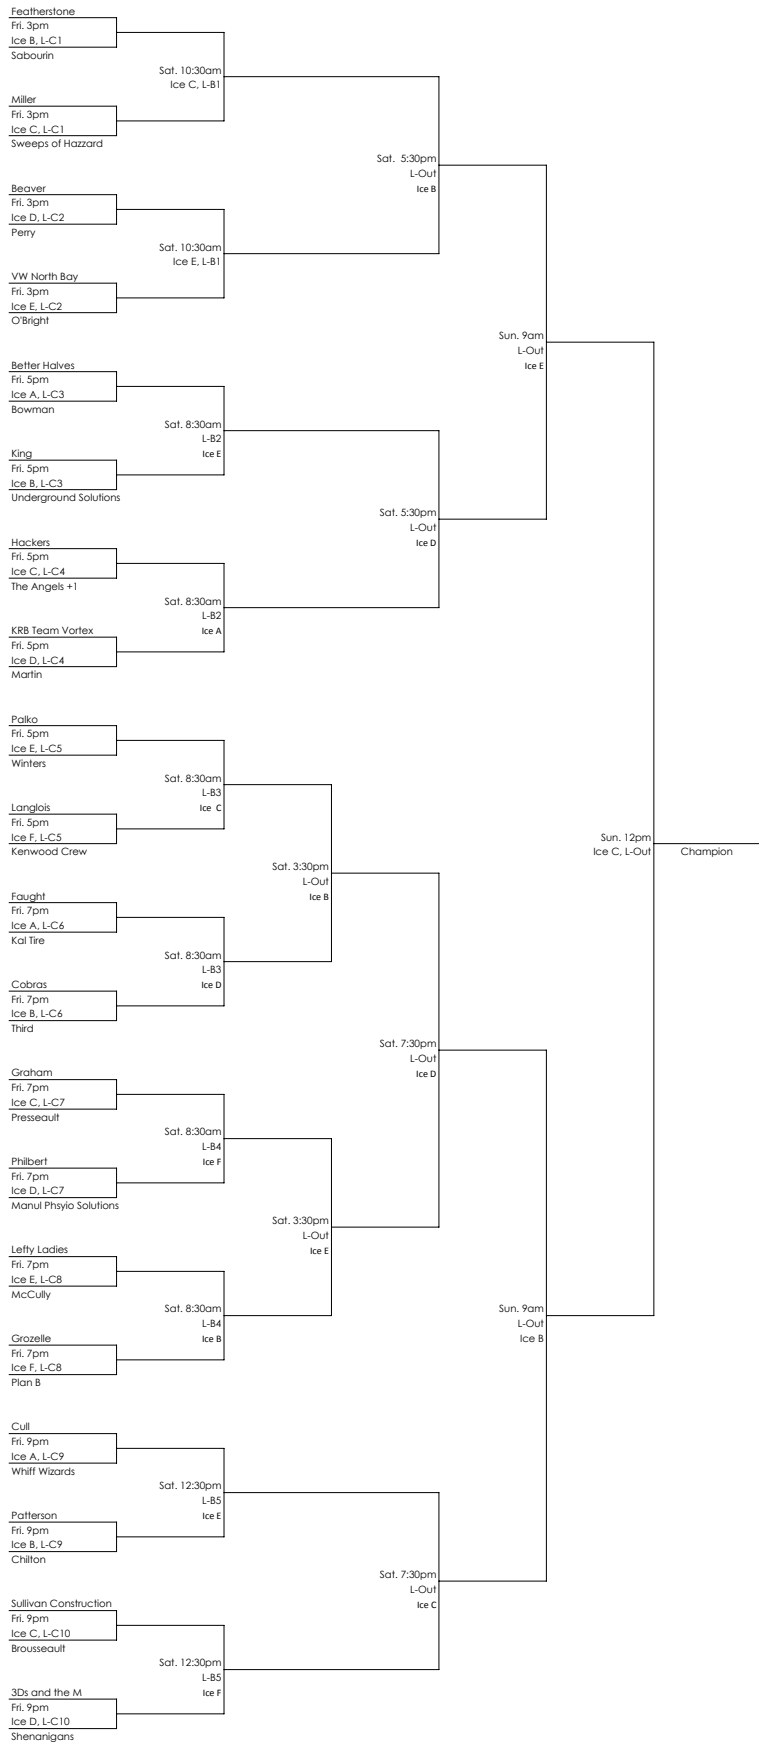 Featherstone
Fri. 3pm
Ice B, L-C1
Sabourin
Sat. 10:30am
Ice C, L-B1
Miller
Fri. 3pm
Ice C, L-C1
Sweeps of Hazzard
Sat.  5:30pm
L-Out
Ice B
Beaver
Fri. 3pm
Ice D, L-C2
Perry
Sat. 10:30am
Ice E, L-B1
VW North Bay
Fri. 3pm
Ice E, L-C2
O'Bright
Sun. 9am
L-Out
Ice E
Better Halves
Fri. 5pm
Ice A, L-C3
Bowman
Sat. 8:30am
L-B2
Ice E
King
Fri. 5pm
Ice B, L-C3
Underground Solutions
Sat. 5:30pm
L-Out
Ice D
Hackers
Fri. 5pm
Ice C, L-C4
The Angels +1
Sat. 8:30am
L-B2
Ice A
KRB Team Vortex
Fri. 5pm
Ice D, L-C4
Martin
Palko
Fri. 5pm
Ice E, L-C5
Winters
Sat. 8:30am
L-B3
Ice  C
Langlois
Fri. 5pm
Ice F, L-C5
Kenwood Crew
Sun. 12pm
Ice C, L-Out
Champion
Sat. 3:30pm
L-Out
Ice B
Faught
Fri. 7pm
Ice A, L-C6
Kal Tire
Sat. 8:30am
L-B3
Ice D
Cobras
Fri. 7pm
Ice B, L-C6
Third
Sat. 7:30pm
L-Out
Ice D
Graham
Fri. 7pm
Ice C, L-C7
Presseault
Sat. 8:30am
L-B4
Ice F
Philbert
Fri. 7pm
Ice D, L-C7
Manul Phsyio Solutions
Sat. 3:30pm
L-Out
Ice E
Lefty Ladies
Fri. 7pm
Ice E, L-C8
McCully
Sat. 8:30am
L-B4
Ice B
Sun. 9am
L-Out
Ice B
Grozelle
Fri. 7pm
Ice F, L-C8
Plan B
Cull
Fri. 9pm
Ice A, L-C9
Whiff Wizards
Sat. 12:30pm
L-B5
Ice E
Patterson
Fri. 9pm
Ice B, L-C9
Chilton
Sat. 7:30pm
L-Out
Ice C
Sullivan Construction
Fri. 9pm
Ice C, L-C10
Brousseault
Sat. 12:30pm
L-B5
Ice F
3Ds and the M
Fri. 9pm
Ice D, L-C10
Shenanigans